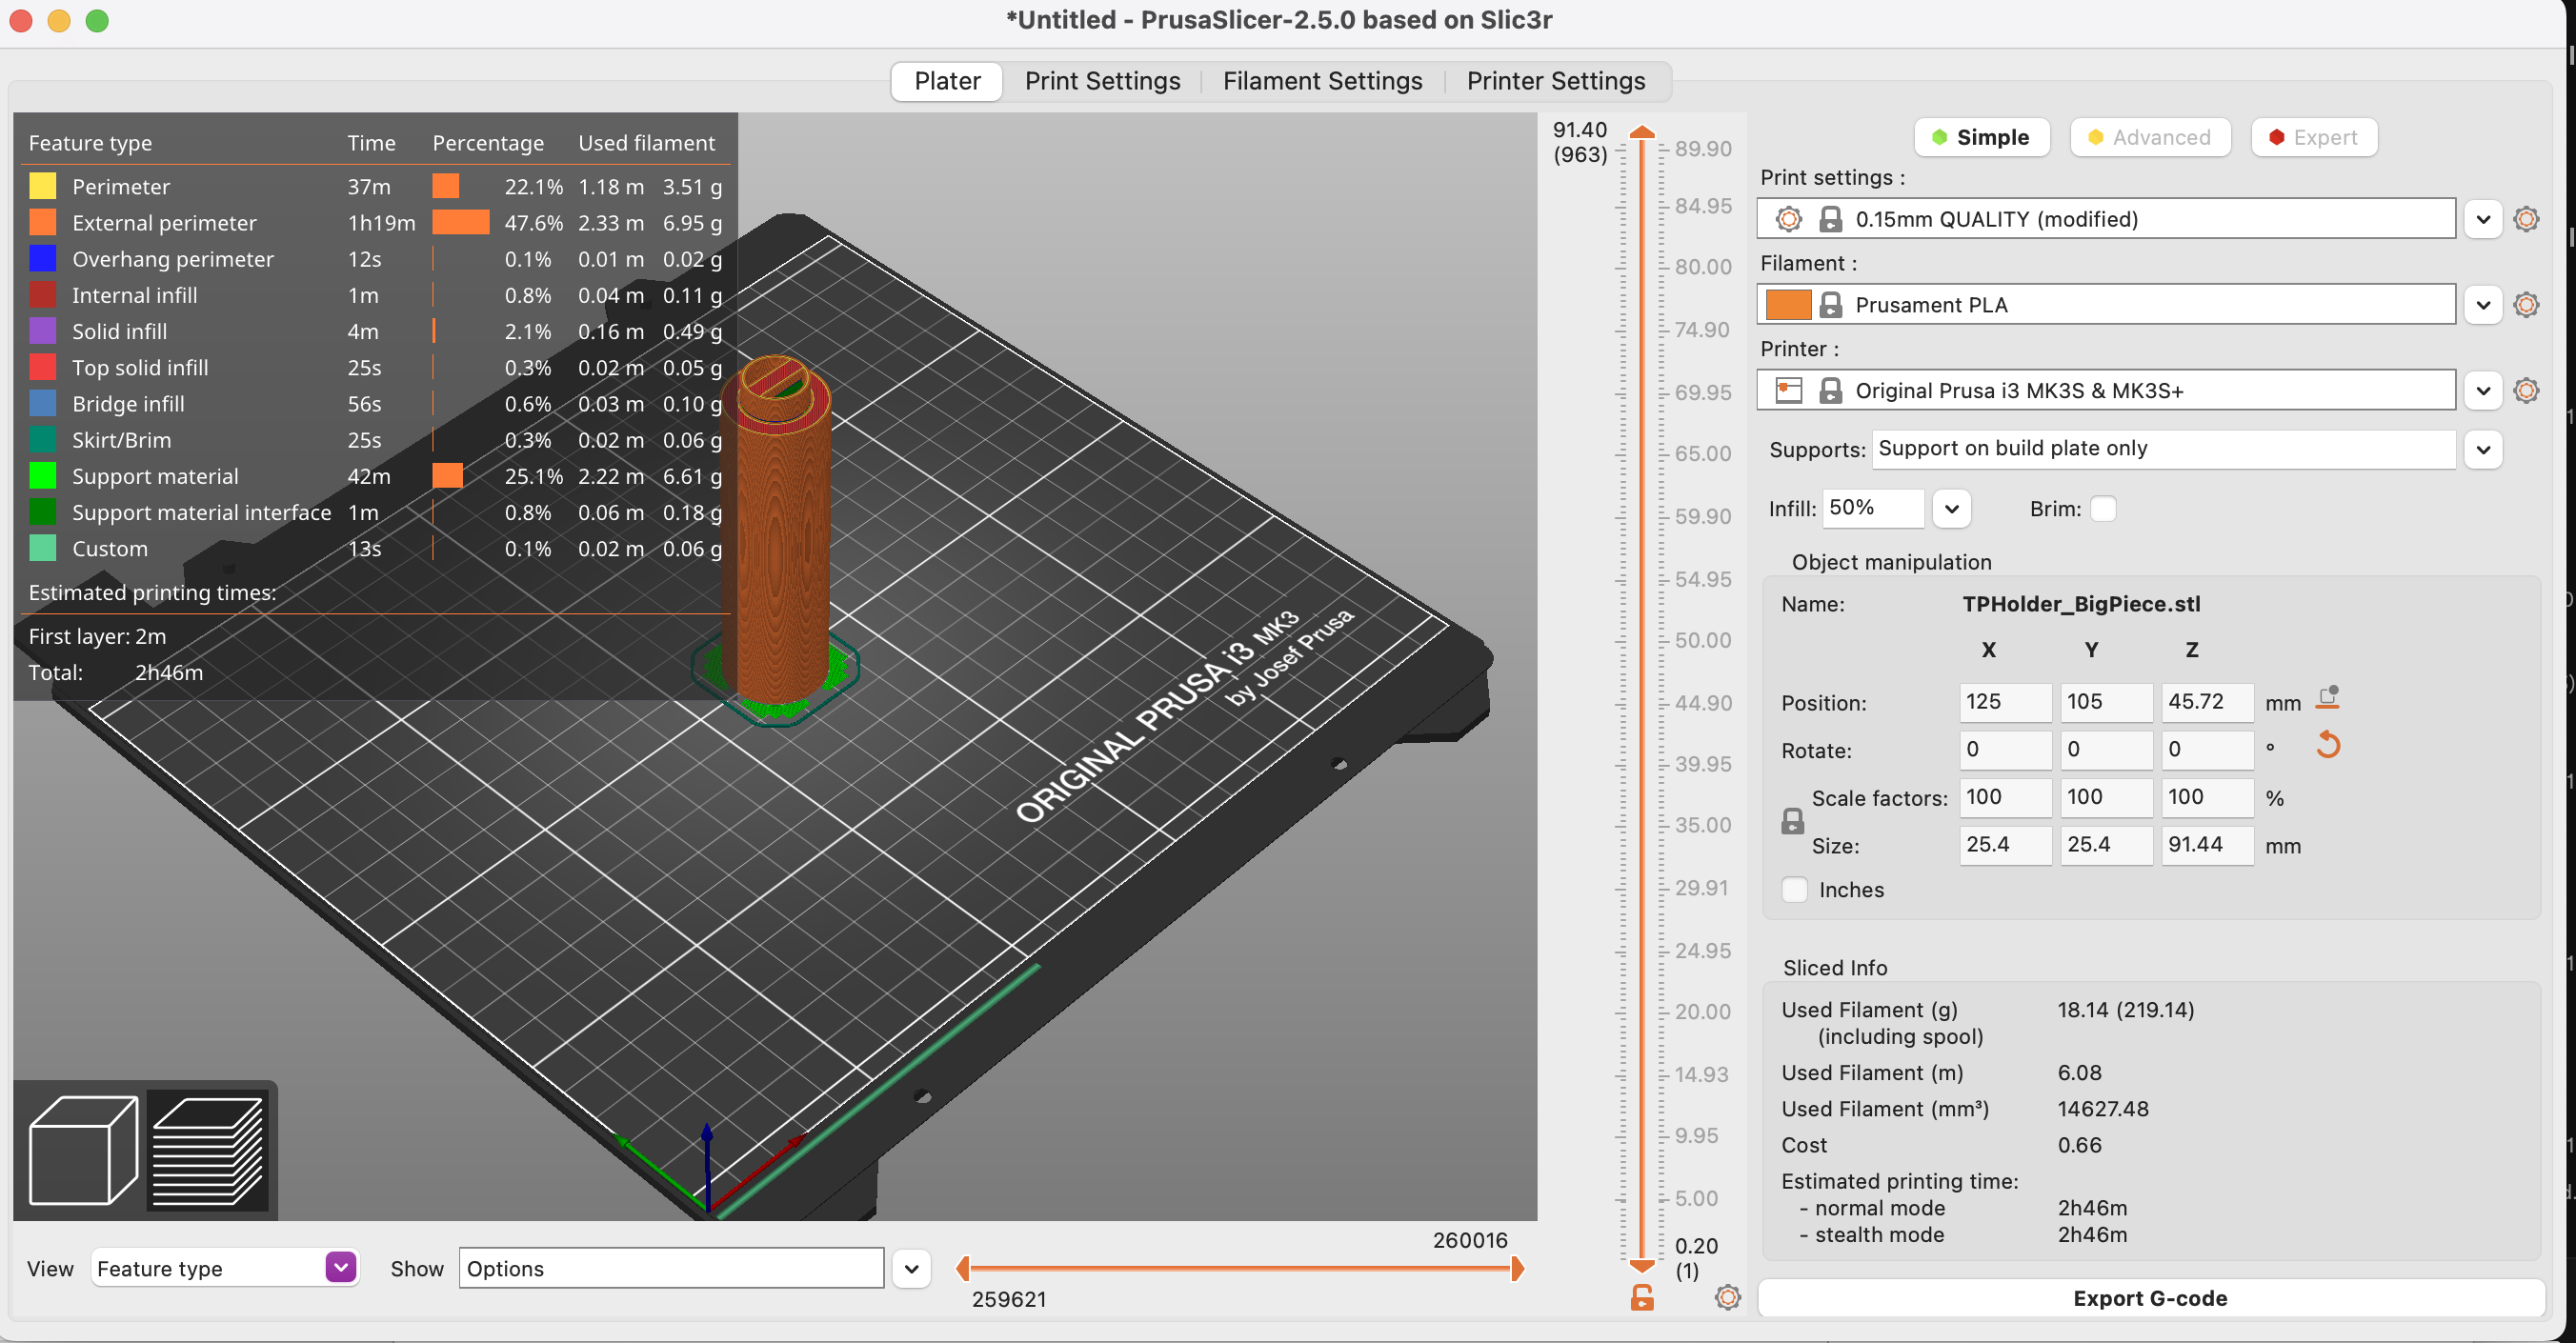 *Untitled - PrusaSlicer-2.5.0 based on Slic3r
Plater Print Settings Filament Settings Printer Settings
Feature type Time Percentage Used filament
Perimeter 37m 22.1% 1.18 m 3.51 g
External perimeter 1h19m 47.6% 2.33 m 6.95 g
Overhang perimeter 12s 0.1% 0.01 m 0.02 g
Internal infill 1m 0.8% 0.04 m 0.11 g
Solid infill 4m 2.1% 0.16 m 0.49 g
Top solid infill 25s 0.3% 0.02 m 0.05 g
Bridge infill 56s 0.6% 0.03 m 0.10 g
Skirt/Brim 25s 0.3% 0.02 m 0.06 g
Support material 42m 25.1% 2.22 m 6.61 g
Support material interface 1m 0.8% 0.06 m 0.18 g
Custom 13s 0.1% 0.02 m 0.06 g
Estimated printing times:
First layer: 2m
Total: 2h46m
ORIGINAL PRUSA i3 MK3
by Josef Prusa
View Feature type Show Options
260016
259621
91.40
(963)
89.90
84.95
80.00
74.90
69.95
65.00
59.90
54.95
50.00
44.90
39.95
35.00
29.91
24.95
20.00
14.93
9.95
5.00
0.20
(1)
Simple Advanced Expert
Print settings :
0.15mm QUALITY (modified)
Filament :
Prusament PLA
Printer :
Original Prusa i3 MK3S & MK3S+
Supports: Support on build plate only
Infill: 50% Brim:
Object manipulation
Name: TPHolder_BigPiece.stl
X Y Z
Position: 125 105 45.72 mm
Rotate: 0 0 0 °
Scale factors: 100 100 100 %
Size: 25.4 25.4 91.44 mm
Inches
Sliced Info
Used Filament (g) 18.14 (219.14)
(including spool)
Used Filament (m) 6.08
Used Filament (mm³) 14627.48
Cost 0.66
Estimated printing time:
- normal mode 2h46m
- stealth mode 2h46m
Export G-code